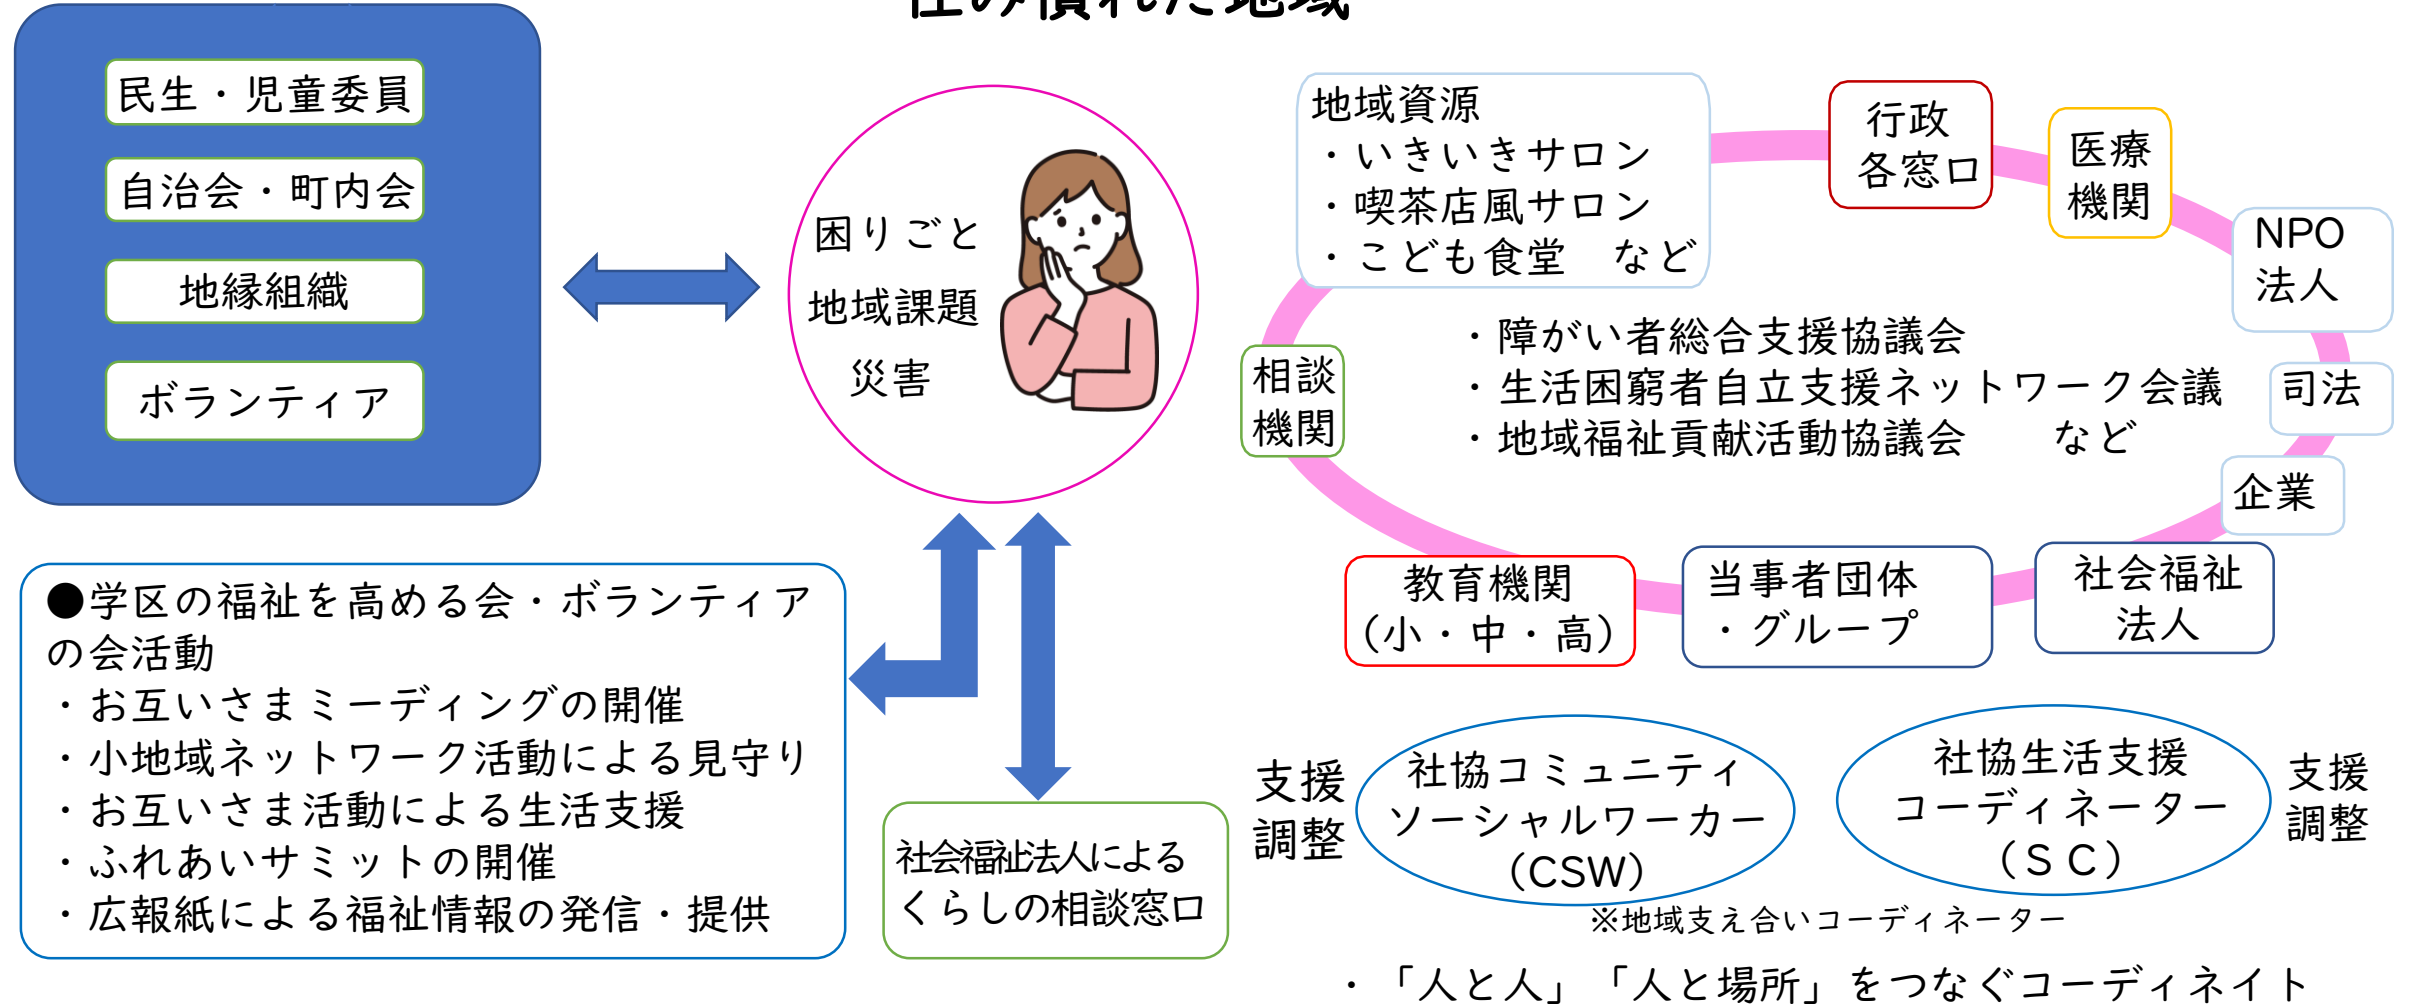 住み慣れた地域
民生・児童委員
自治会・町内会
地縁組織
ボランティア
困りごと
地域課題
災害
地域資源
・いきいきサロン
・喫茶店風サロン
・こども食堂　など
行政
各窓口
医療
機関
NPO
法人
司法
企業
社会福祉
法人
当事者団体
・グループ
教育機関
（小・中・高）
相談
機関
・障がい者総合支援協議会
・生活困窮者自立支援ネットワーク会議
・地域福祉貢献活動協議会　　など
●学区の福祉を高める会・ボランティア
の会活動
・お互いさまミーディングの開催
・小地域ネットワーク活動による見守り
・お互いさま活動による生活支援
・ふれあいサミットの開催
・広報紙による福祉情報の発信・提供
社会福祉法人による
くらしの相談窓口
支援
調整
社協コミュニティ
ソーシャルワーカー
（CSW）
社協生活支援
コーディネーター
（ＳＣ）
支援
調整
※地域支え合いコーディネーター
・「人と人」「人と場所」をつなぐコーディネイト